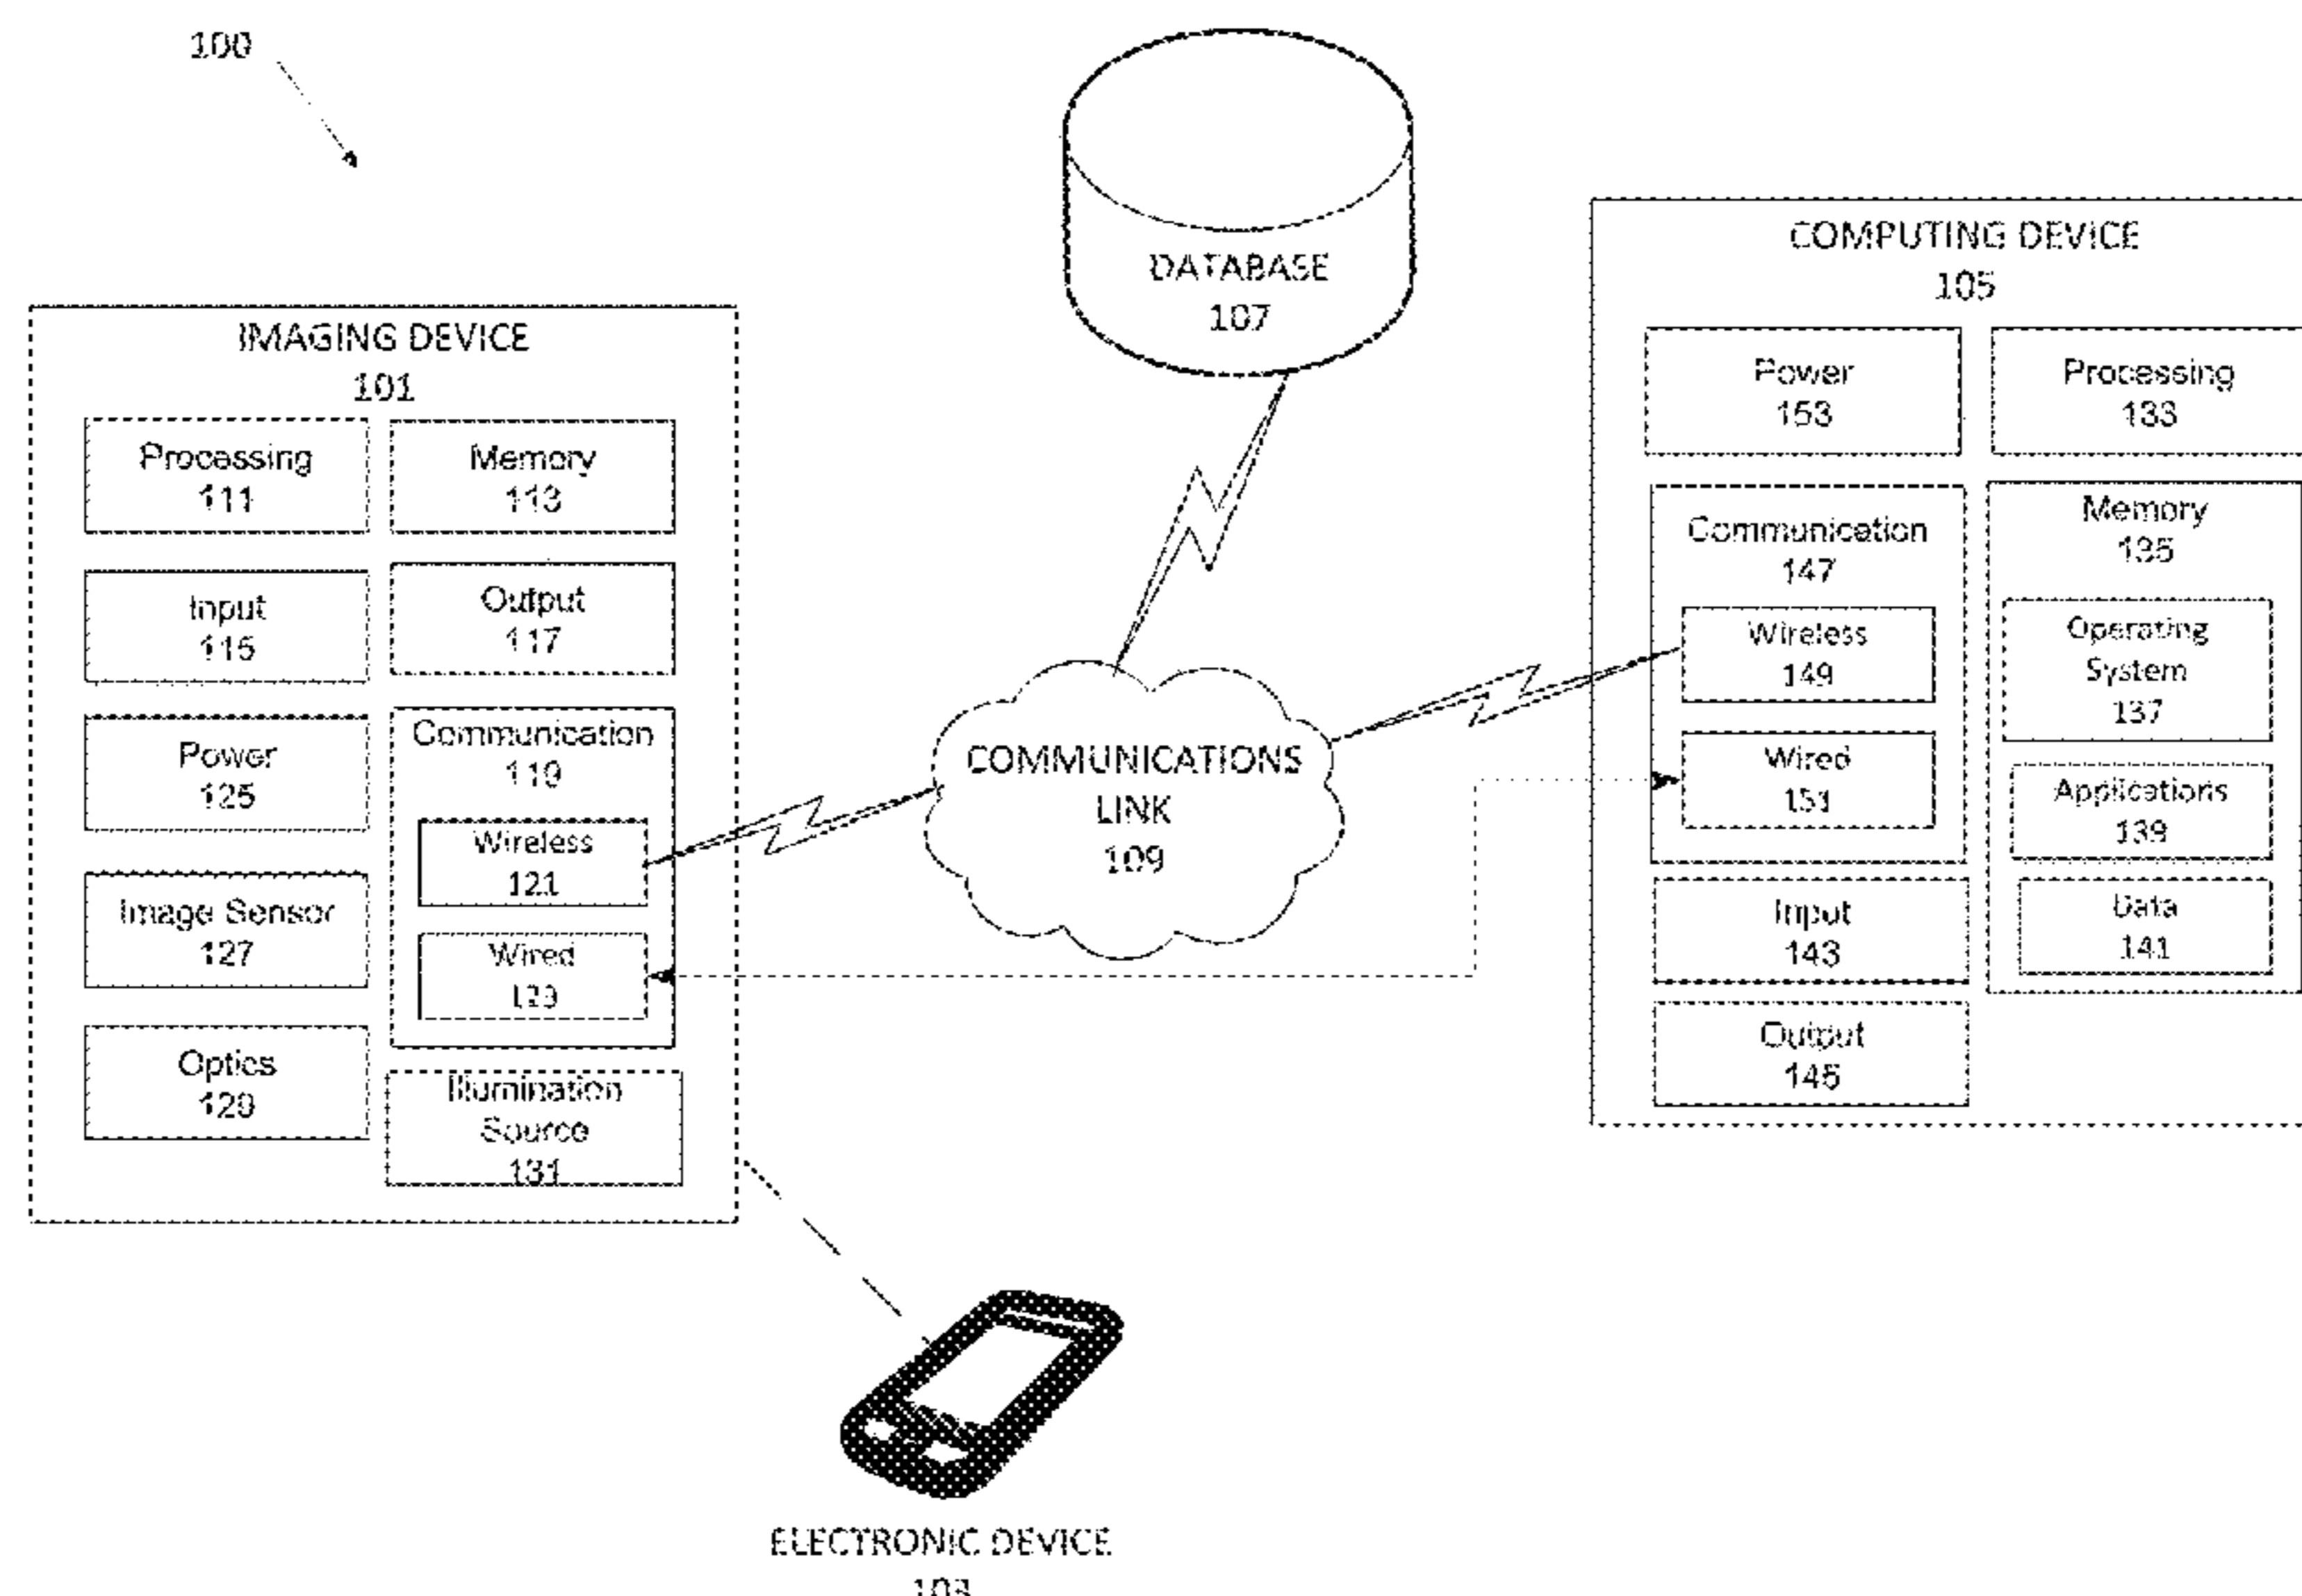 100
DATABASE
107
IMAGING DEVICE
101
Processing
111
Memory
113
Input
115
Output
117
Power
125
Communication
119
Wireless
121
Wired
123
Image Sensor
127
Optics
129
Illumination
Source
131
COMMUNICATIONS
LINK
109
COMPUTING DEVICE
105
Power
153
Processing
133
Communication
147
Wireless
149
Wired
151
Memory
135
Operating
System
137
Applications
139
Data
141
Input
143
Output
145
ELECTRONIC DEVICE
103